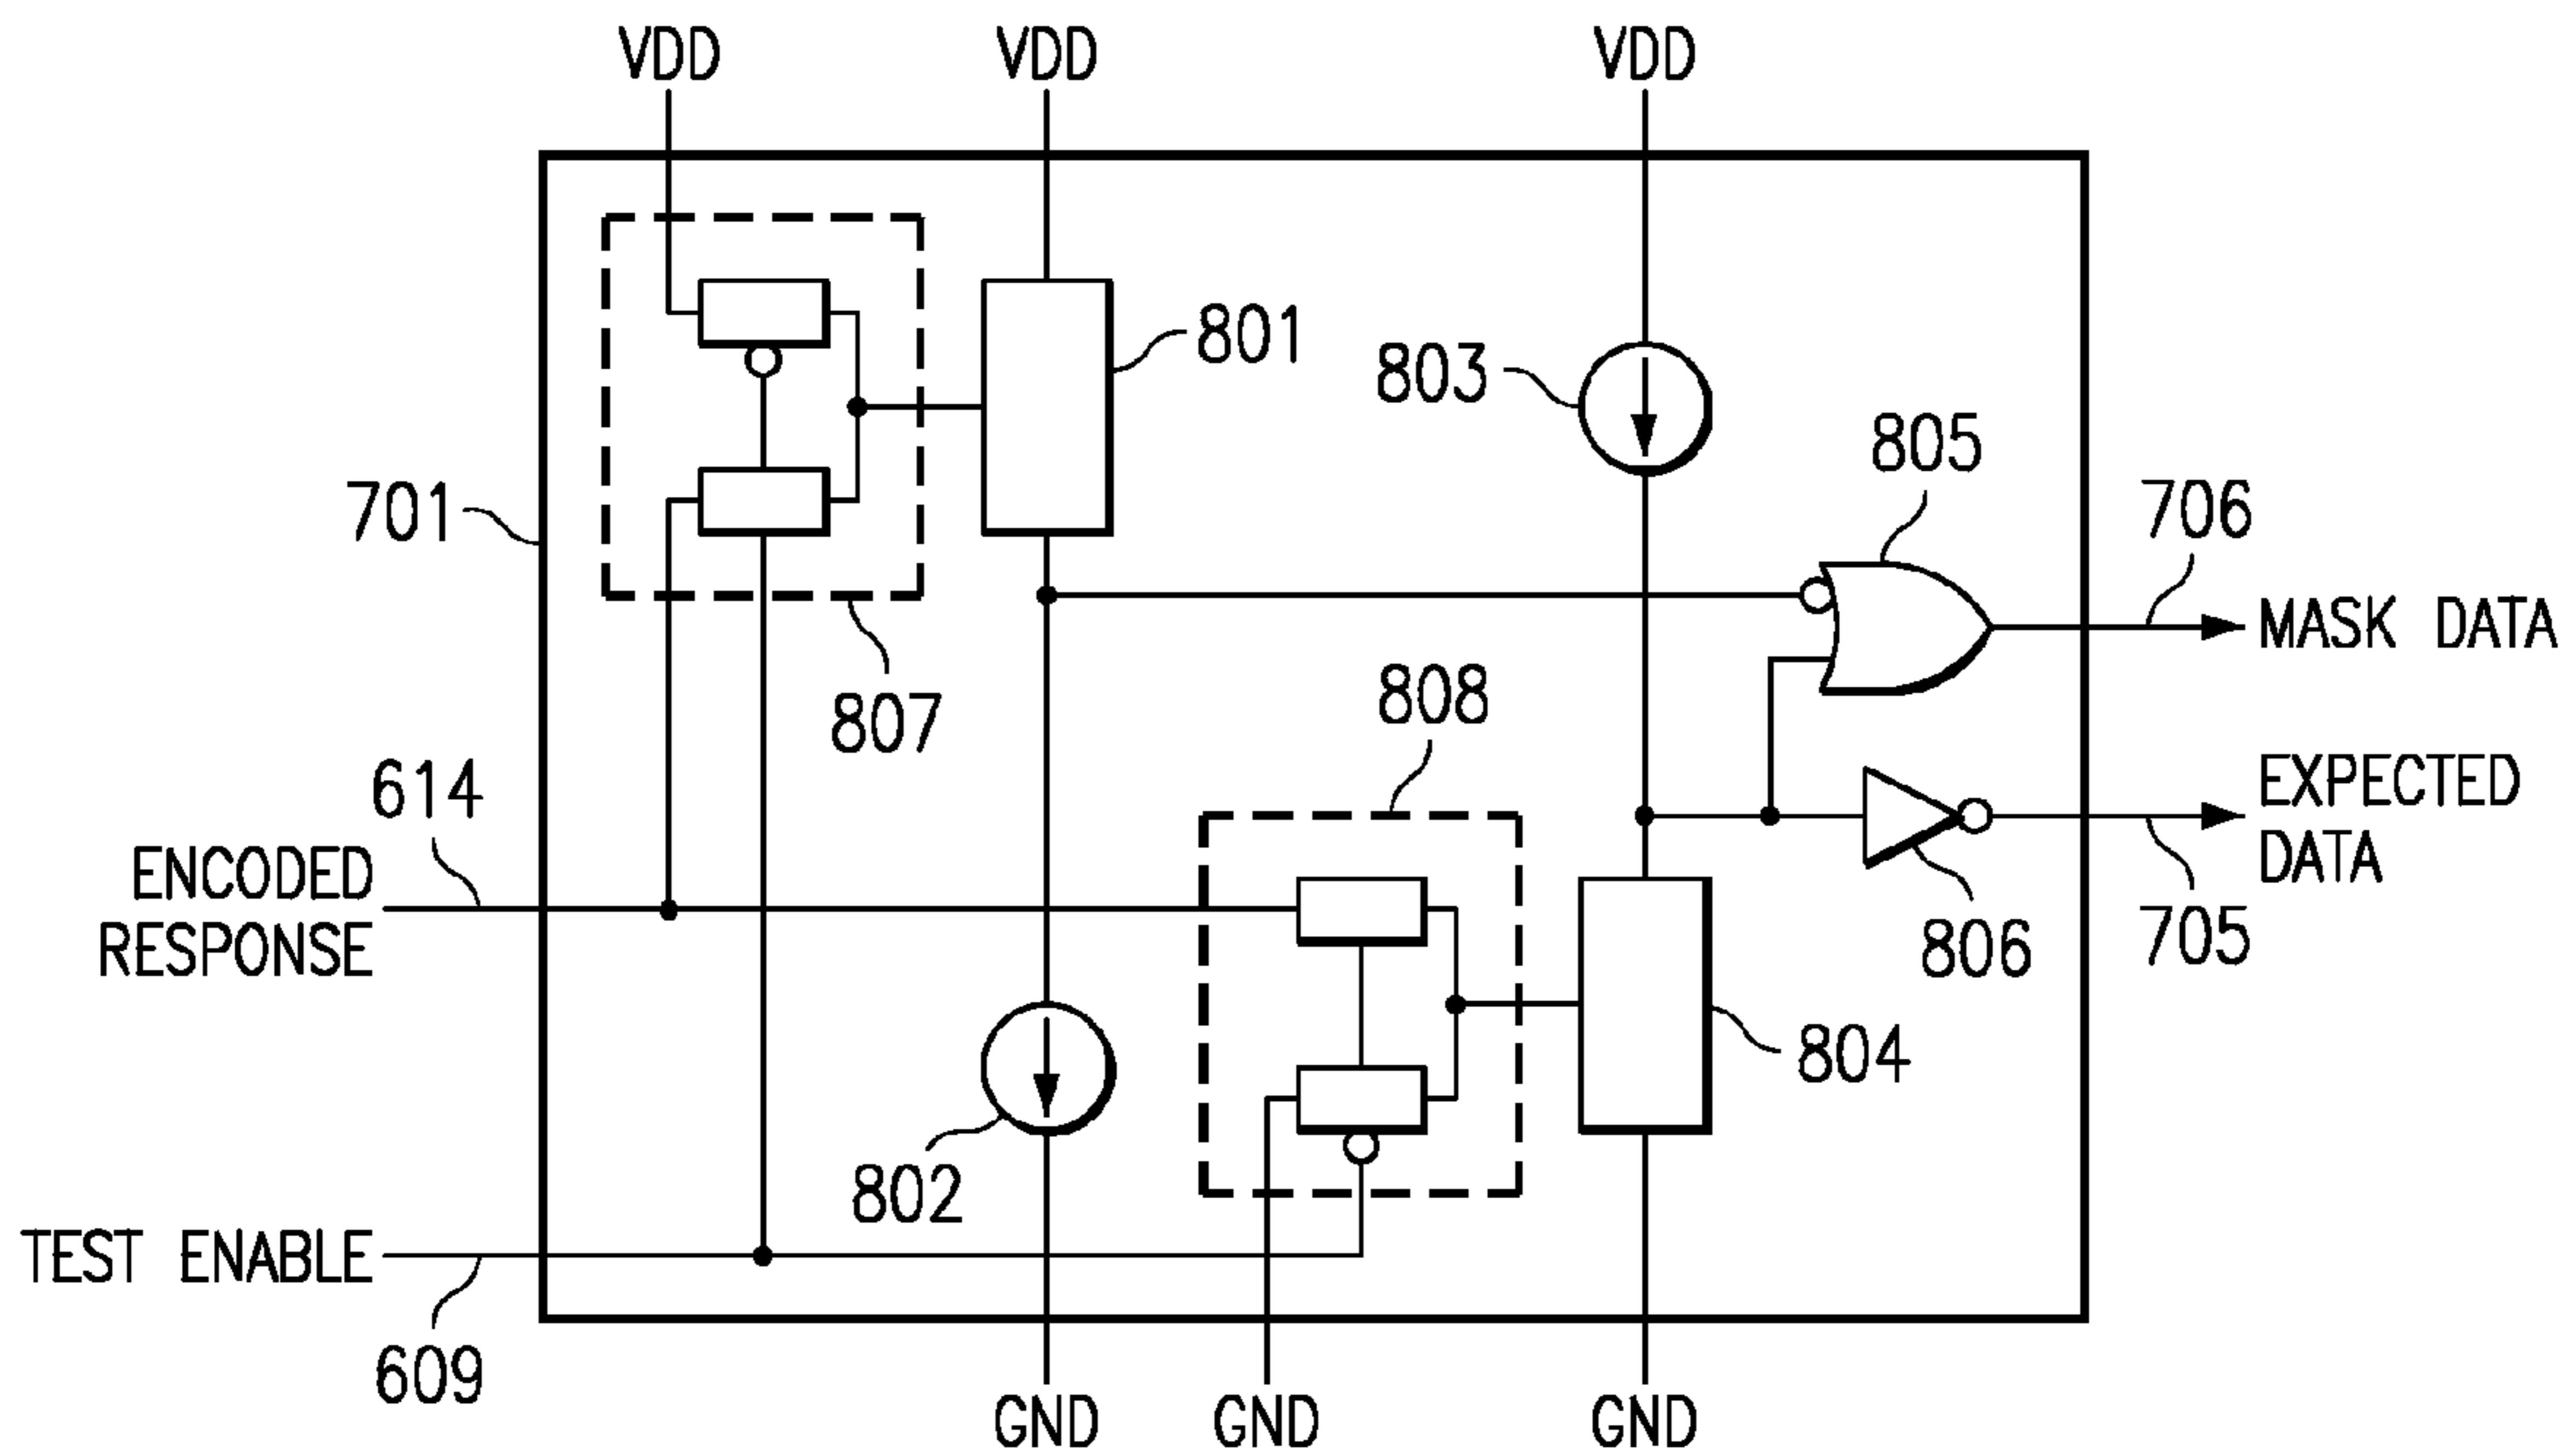 VDD VDD VDD
801
803
805
701
706
MASK DATA
807
808
614
EXPECTED
DATA
ENCODED
RESPONSE
806
705
804
802
TEST ENABLE
609
GND GND GND